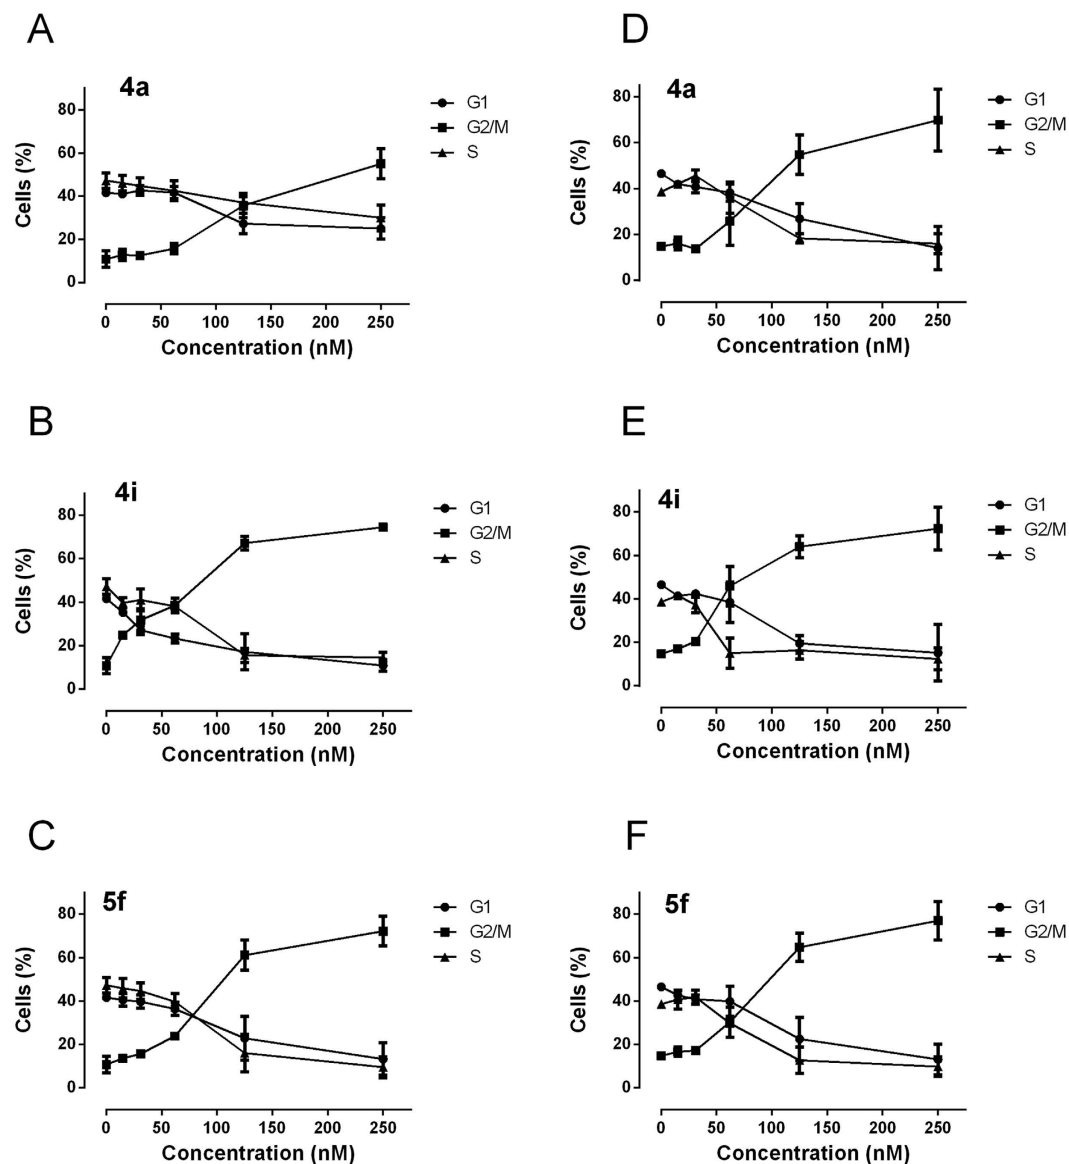 A
4a
G1
G2/M
S
Cells (%)
80
60
40
20
0
0 50 100 150 200 250
Concentration (nM)
D
4a
G1
G2/M
S
Cells (%)
80
60
40
20
0
0 50 100 150 200 250
Concentration (nM)
B
4i
G1
G2/M
S
Cells (%)
80
60
40
20
0
0 50 100 150 200 250
Concentration (nM)
E
4i
G1
G2/M
S
Cells (%)
80
60
40
20
0
0 50 100 150 200 250
Concentration (nM)
C
5f
G1
G2/M
S
Cells (%)
80
60
40
20
0
0 50 100 150 200 250
Concentration (nM)
F
5f
G1
G2/M
S
Cells (%)
80
60
40
20
0
0 50 100 150 200 250
Concentration (nM)